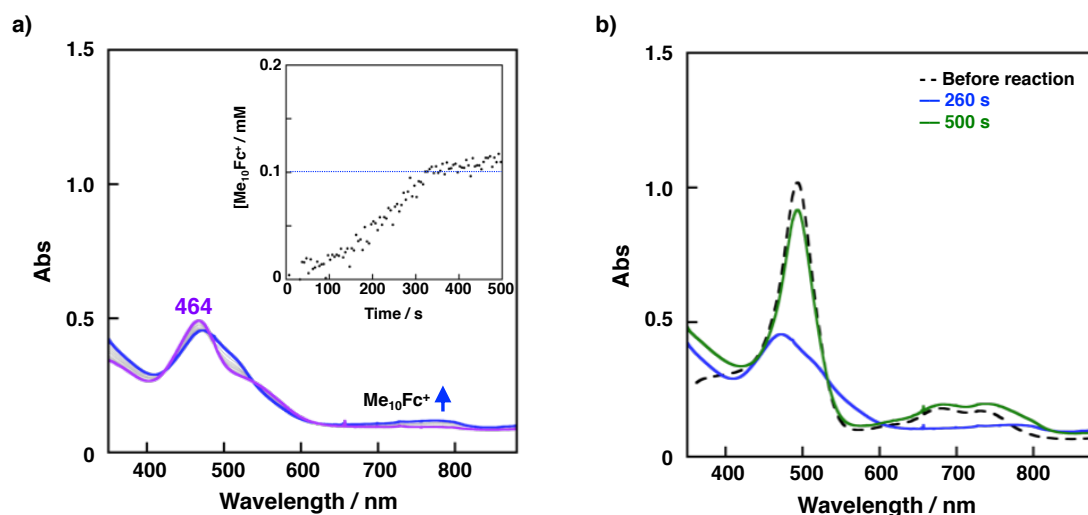 a)
1.5
1.0
0.5
0
Abs
400
500
600
700
800
Wavelength / nm
464
Me₁₀Fc⁺
0.2
0.1
0
[Me₁₀Fc⁺ / mM
0
100
200
300
400
500
Time / s
b)
1.5
1.0
0.5
0
Abs
400
500
600
700
800
Wavelength / nm
Before reaction
260 s
500 s